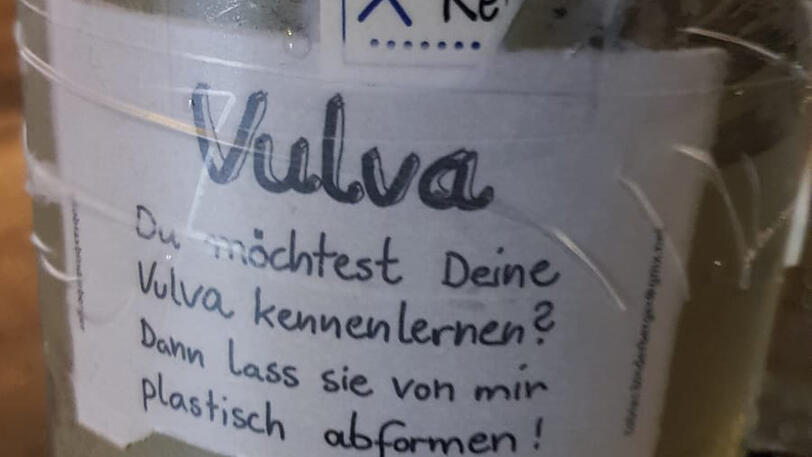 Vulva
Du möchtest Deine
Vulva kennenlernen?
Dann lass sie von mir
plastisch abformen!